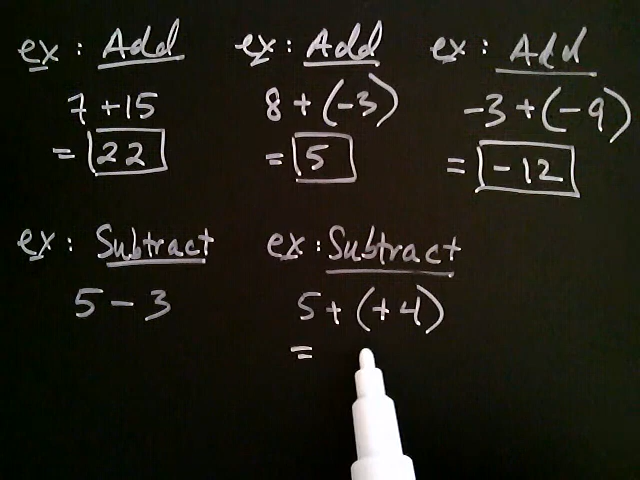 ex: Add
7 + 15
= 22
ex: Add
8 + (-3)
= 5
ex: Add
-3 + (-9)
= -12
ex: Subtract
5 - 3
ex: Subtract
5 + (+4)
=